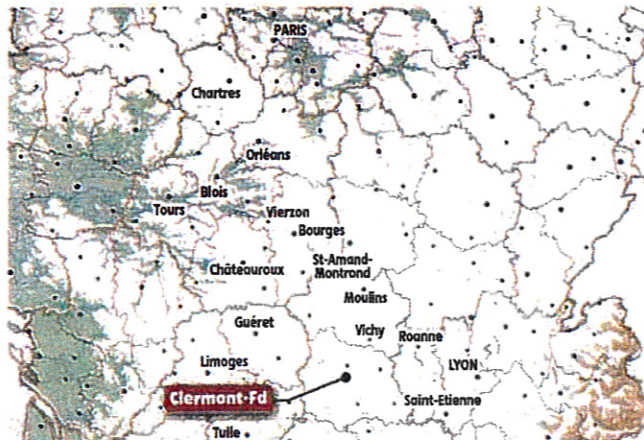 PARIS
Chartres
Orléans
Blois
Tours
Vierzon
Bourges
St-Amand-
Montrond
Châteauroux
Moulins
Guéret
Vichy
Roanne
Limoges
LYON
Clermont-Fd
Saint-Etienne
Tulle